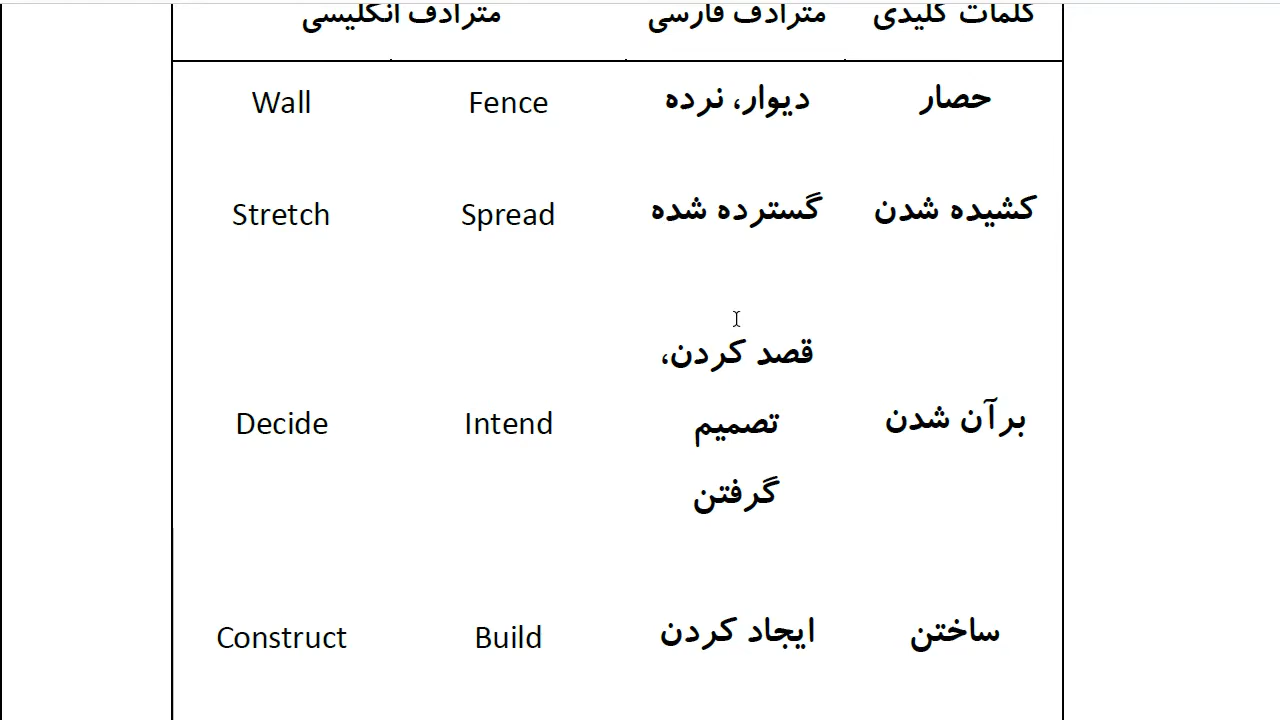 کلمات کلیدی مترادف فارسی مترادف انگلیسی
حصار دیوار، نرده Fence Wall
کشیده شدن گسترده شده Spread Stretch
قصد کردن،
برآن شدن تصمیم Intend Decide
گرفتن
ساختن ایجاد کردن Build Construct